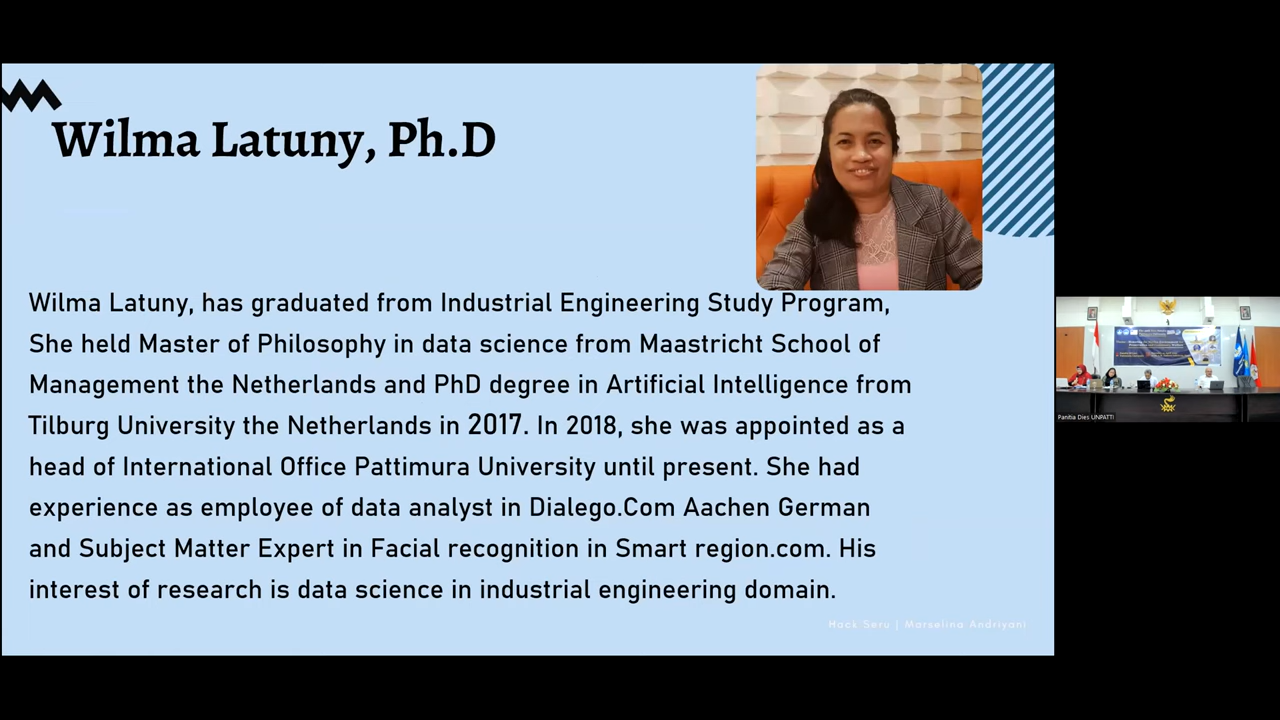 Wilma Latuny, Ph.D
Wilma Latuny, has graduated from Industrial Engineering Study Program,
She held Master of Philosophy in data science from Maastricht School of
Management the Netherlands and PhD degree in Artificial Intelligence from
Tilburg University the Netherlands in 2017. In 2018, she was appointed as a
head of International Office Pattimura University until present. She had
experience as employee of data analyst in Dialego.Com Aachen German
and Subject Matter Expert in Facial recognition in Smart region.com. His
interest of research is data science in industrial engineering domain.
Hack Seru | Marselina Andriyani
Panitia Dies UNPATTI